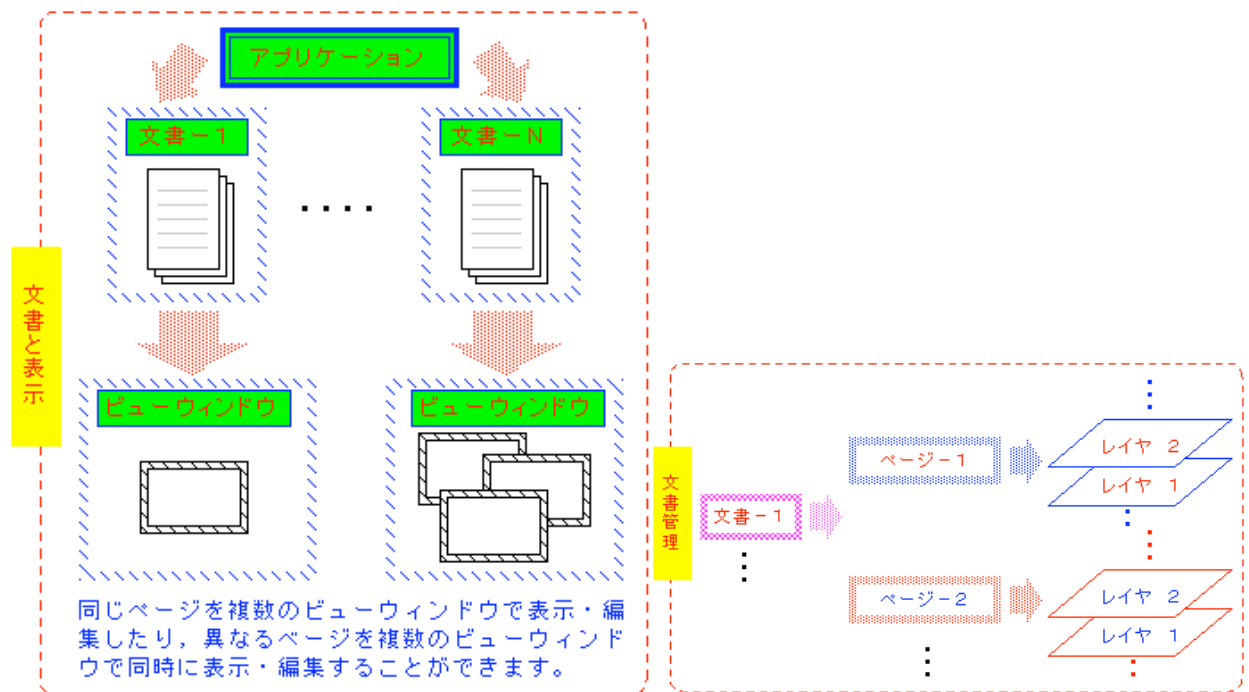 アプリケーション
文書－1
文書－N
・・・・
文書と表示
ビューウィンドウ
ビューウィンドウ
同じページを複数のビューウィンドウで表示・編
集したり，異なるページを複数のビューウィンド
ウで同時に表示・編集することができます。
文書管理
文書－1
ページ－1
レイヤ 2
レイヤ 1
ページ－2
レイヤ 2
レイヤ 1